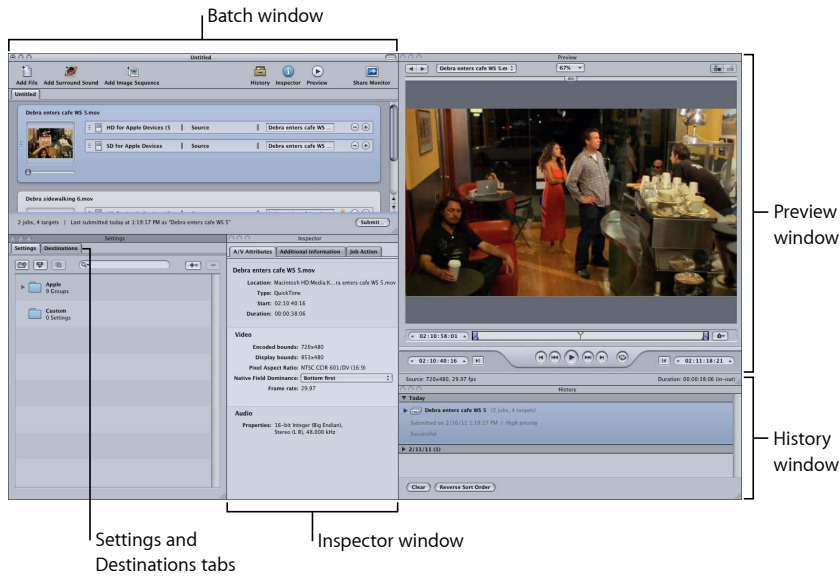 Batch window
Untitled
Add File Add Surround Sound Add Image Sequence
History Inspector Preview
Share Monitor
Untitled
Debra enters cafe WS 5.mov
HD for Apple Devices (5 | Source | Debra enters cafe WS ...
SD for Apple Devices | Source | Debra enters cafe WS ...
Debra sidewalking 6.mov
2 jobs, 4 targets | Last submitted today at 1:19:17 PM as "Debra enters cafe WS 5"
Submit...
Settings
Settings Destinations
Apple
9 Groups
Custom
0 Settings
Inspector
A/V Attributes Additional Information Job Action
Debra enters cafe WS 5.mov
Location: Macintosh HD:Media:K...ra enters cafe WS 5.mov
Type: QuickTime
Start: 02:10:40:16
Duration: 00:00:38:06
Video
Encoded bounds: 720x480
Display bounds: 853x480
Pixel Aspect Ratio: NTSC CCIR 601/DV (16:9)
Native Field Dominance: Bottom first
Frame rate: 29.97
Audio
Properties: 16-bit Integer (Big Endian),
Stereo (L R), 48.000 kHz
Preview
Debra enters cafe WS 5.m
67%
02:10:58:01
02:10:40:16
02:11:18:21
Source: 720x480, 29.97 fps
Duration: 00:00:38:06 (in-out)
Preview
window
History
Today
Debra enters cafe WS 5 (2 jobs, 4 targets)
Submitted on 2/16/11 1:19:17 PM | High priority
Successful
2/11/11 (1)
Clear Reverse Sort Order
History
window
Settings and
Destinations tabs
Inspector window